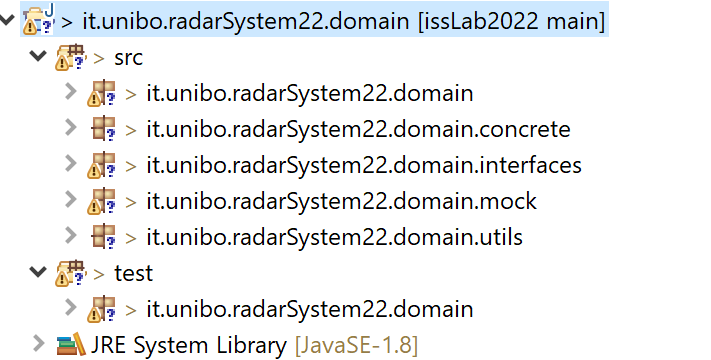 > it.unibo.radarSystem22.domain [issLab2022 main]
> src
> it.unibo.radarSystem22.domain
> it.unibo.radarSystem22.domain.concrete
> it.unibo.radarSystem22.domain.interfaces
> it.unibo.radarSystem22.domain.mock
> it.unibo.radarSystem22.domain.utils
> test
> it.unibo.radarSystem22.domain
JRE System Library [JavaSE-1.8]